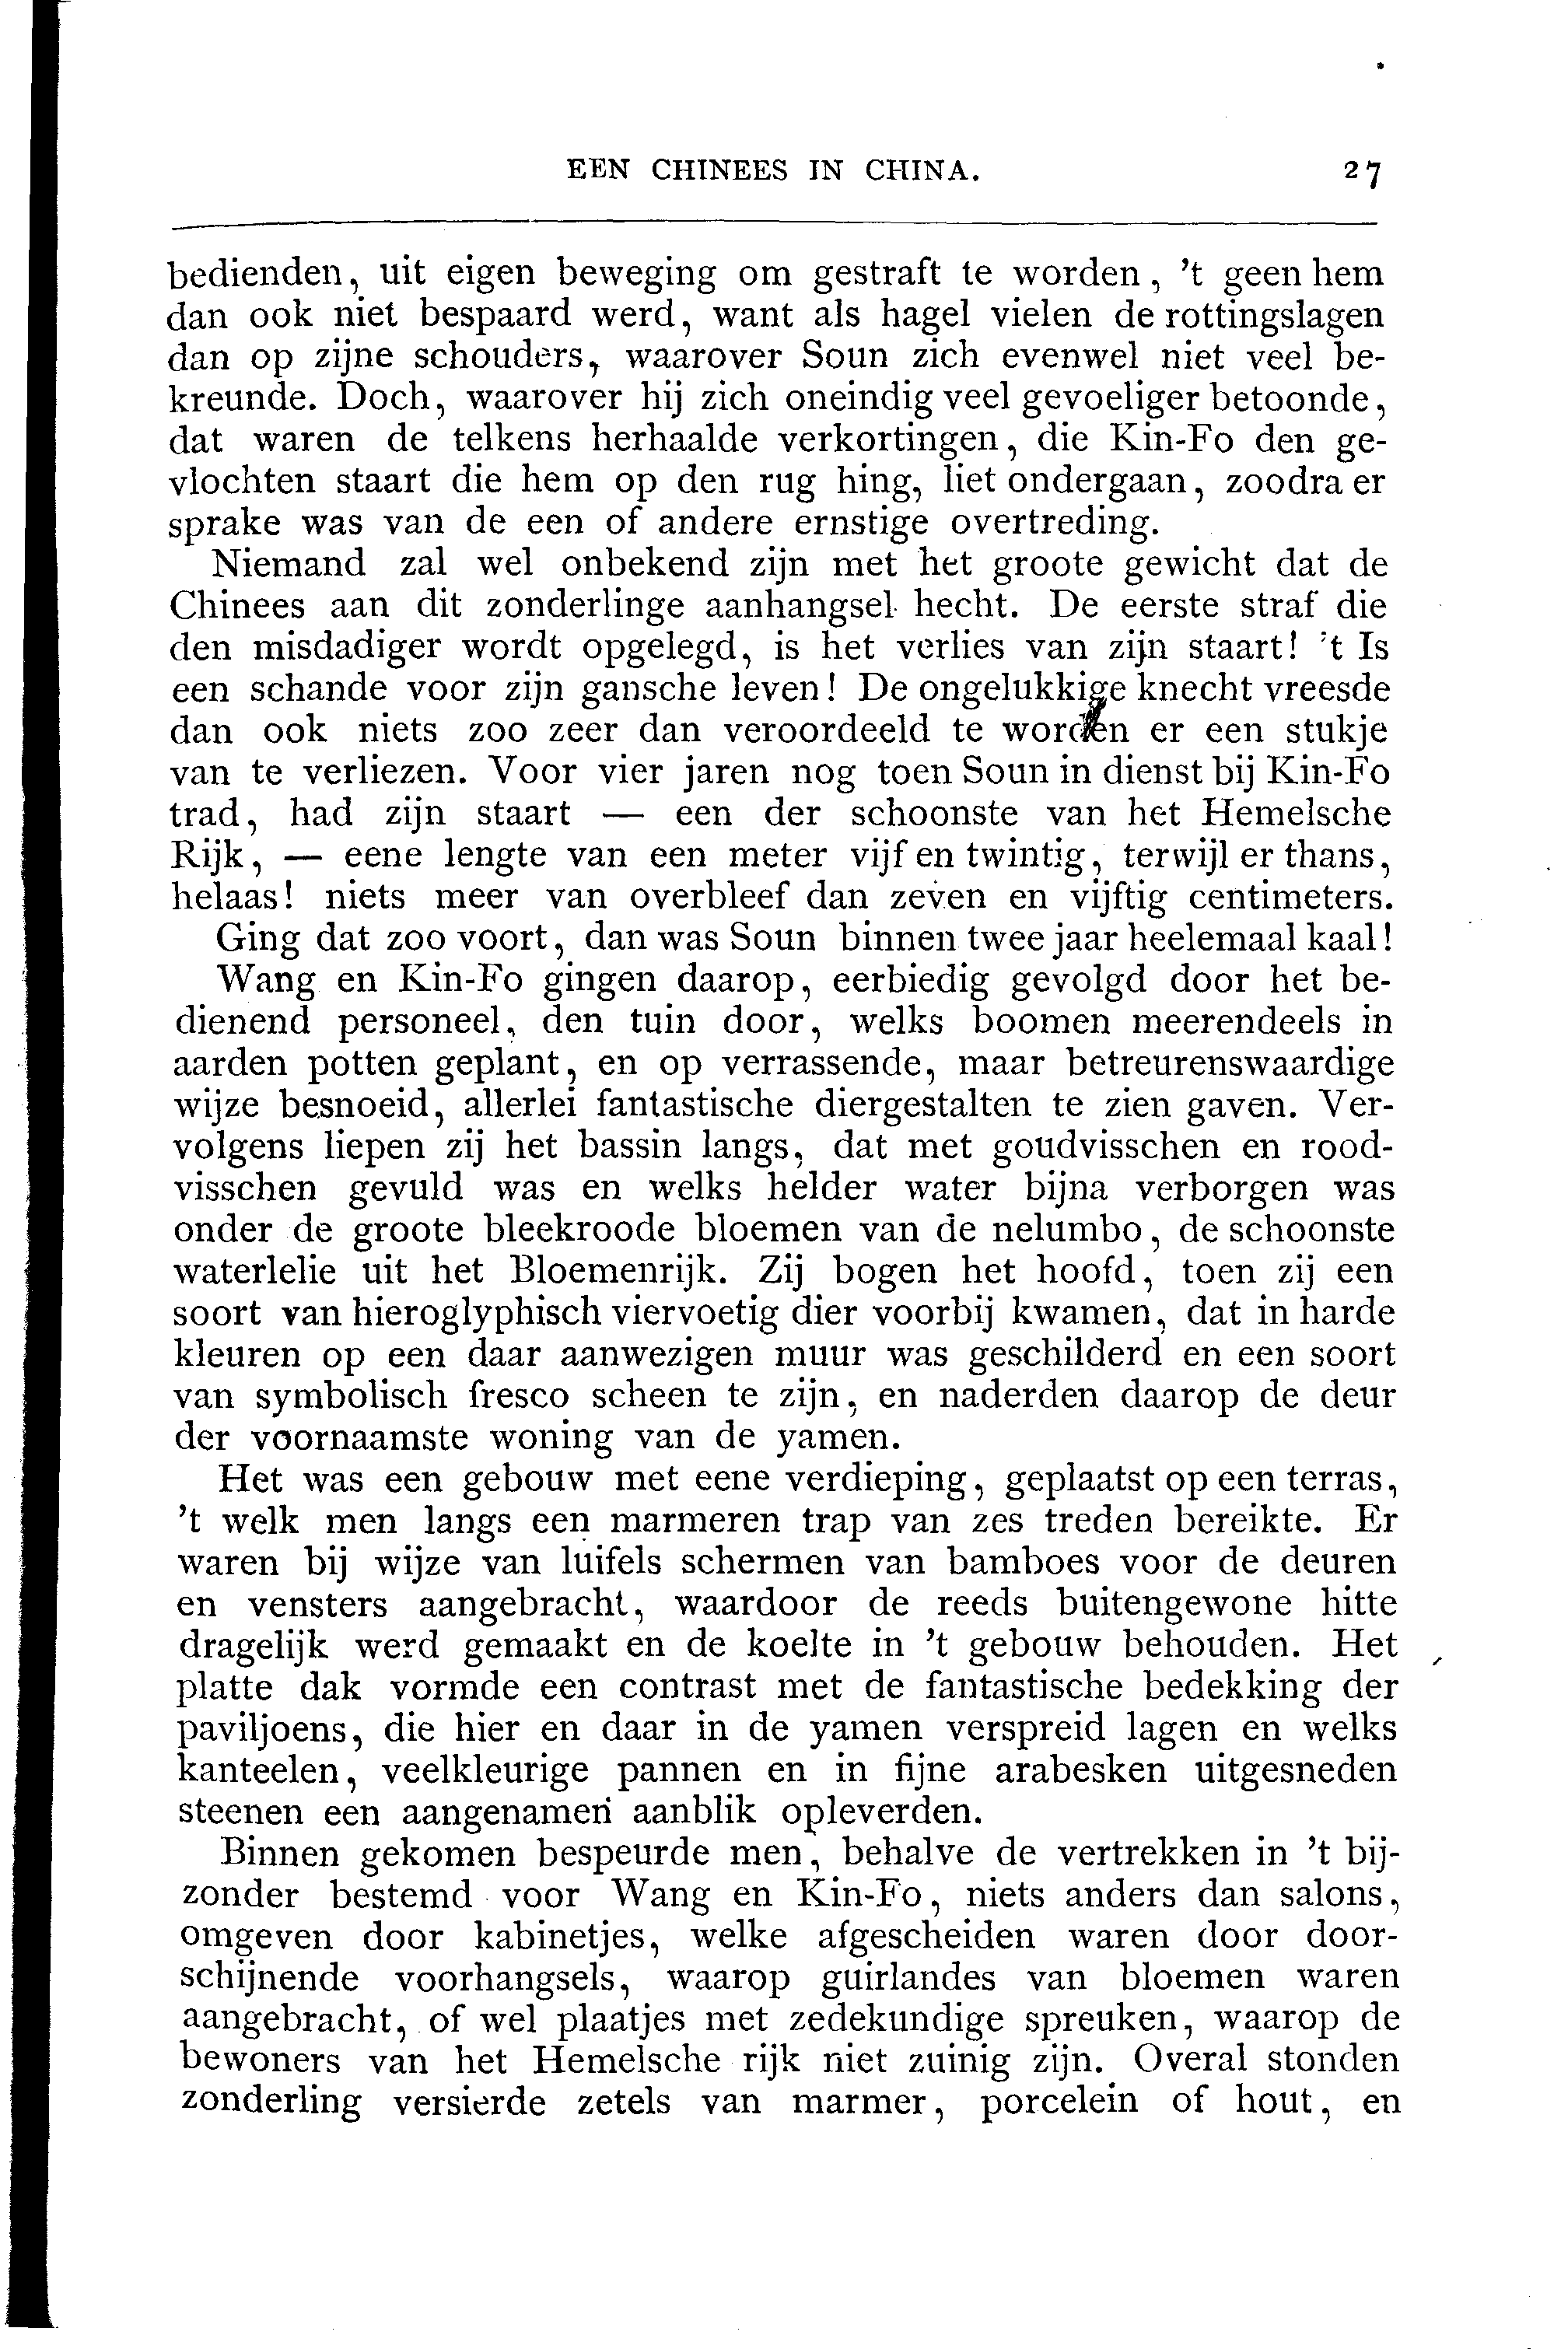 EEN CHINEES IN CHINA. 27
bedienden, uit eigen beweging om gestraft te worden, 't geen hem
dan ook niet bespaard werd, want als hagel vielen de rottingslagen
dan op zijne schouders, waarover Soun zich evenwel niet veel be-
kreunde. Doch, waarover hij zich oneindig veel gevoeliger betoonde,
dat waren de telkens herhaalde verkortingen, die Kin-Fo den ge-
vlochten staart die hem op den rug hing, liet ondergaan, zoodra er
sprake was van de een of andere ernstige overtreding.
Niemand zal wel onbekend zijn met het groote gewicht dat de
Chinees aan dit zonderlinge aanhangsel hecht. De eerste straf die
den misdadiger wordt opgelegd, is het verlies van zijn staart! 't Is
een schande voor zijn gansche leven! De ongelukkige knecht vreesde
dan ook niets zoo zeer dan veroordeeld te worden er een stukje
van te verliezen. Voor vier jaren nog toen Soun in dienst bij Kin-Fo
trad, had zijn staart — een der schoonste van het Hemelsche
Rijk, — eene lengte van een meter vijf en twintig, terwijl er thans,
helaas! niets meer van overbleef dan zeven en vijftig centimeters.
Ging dat zoo voort, dan was Soun binnen twee jaar heelemaal kaal!
Wang en Kin-Fo gingen daarop, eerbiedig gevolgd door het be-
dienend personeel, den tuin door, welks boomen meerendeels in
aarden potten geplant, en op verrassende, maar betreurenswaardige
wijze besnoeid, allerlei fantastische diergestalten te zien gaven. Ver-
volgens liepen zij het bassin langs, dat met goudvisschen en rood-
visschen gevuld was en welks helder water bijna verborgen was
onder de groote bleekroode bloemen van de nelumbo, de schoonste
waterlelie uit het Bloemenrijk. Zij bogen het hoofd, toen zij een
soort van hieroglyphisch viervoetig dier voorbij kwamen, dat in harde
kleuren op een daar aanwezigen muur was geschilderd en een soort
van symbolisch fresco scheen te zijn, en naderden daarop de deur
der voornaamste woning van de yamen.
Het was een gebouw met eene verdieping, geplaatst op een terras,
't welk men langs een marmeren trap van zes treden bereikte. Er
waren bij wijze van luifels schermen van bamboes voor de deuren
en vensters aangebracht, waardoor de reeds buitengewone hitte
dragelijk werd gemaakt en de koelte in 't gebouw behouden. Het
platte dak vormde een contrast met de fantastische bedekking der
paviljoens, die hier en daar in de yamen verspreid lagen en welks
kanteelen, veelkleurige pannen en in fijne arabesken uitgesneden
steenen een aangenamen aanblik opleverden.
Binnen gekomen bespeurde men, behalve de vertrekken in 't bij-
zonder bestemd voor Wang en Kin-Fo, niets anders dan salons,
omgeven door kabinetjes, welke afgescheiden waren door door-
schijnende voorhangsels, waarop guirlandes van bloemen waren
aangebracht, of wel plaatjes met zedekundige spreuken, waarop de
bewoners van het Hemelsche rijk niet zuinig zijn. Overal stonden
zonderling versierde zetels van marmer, porcelein of hout, en